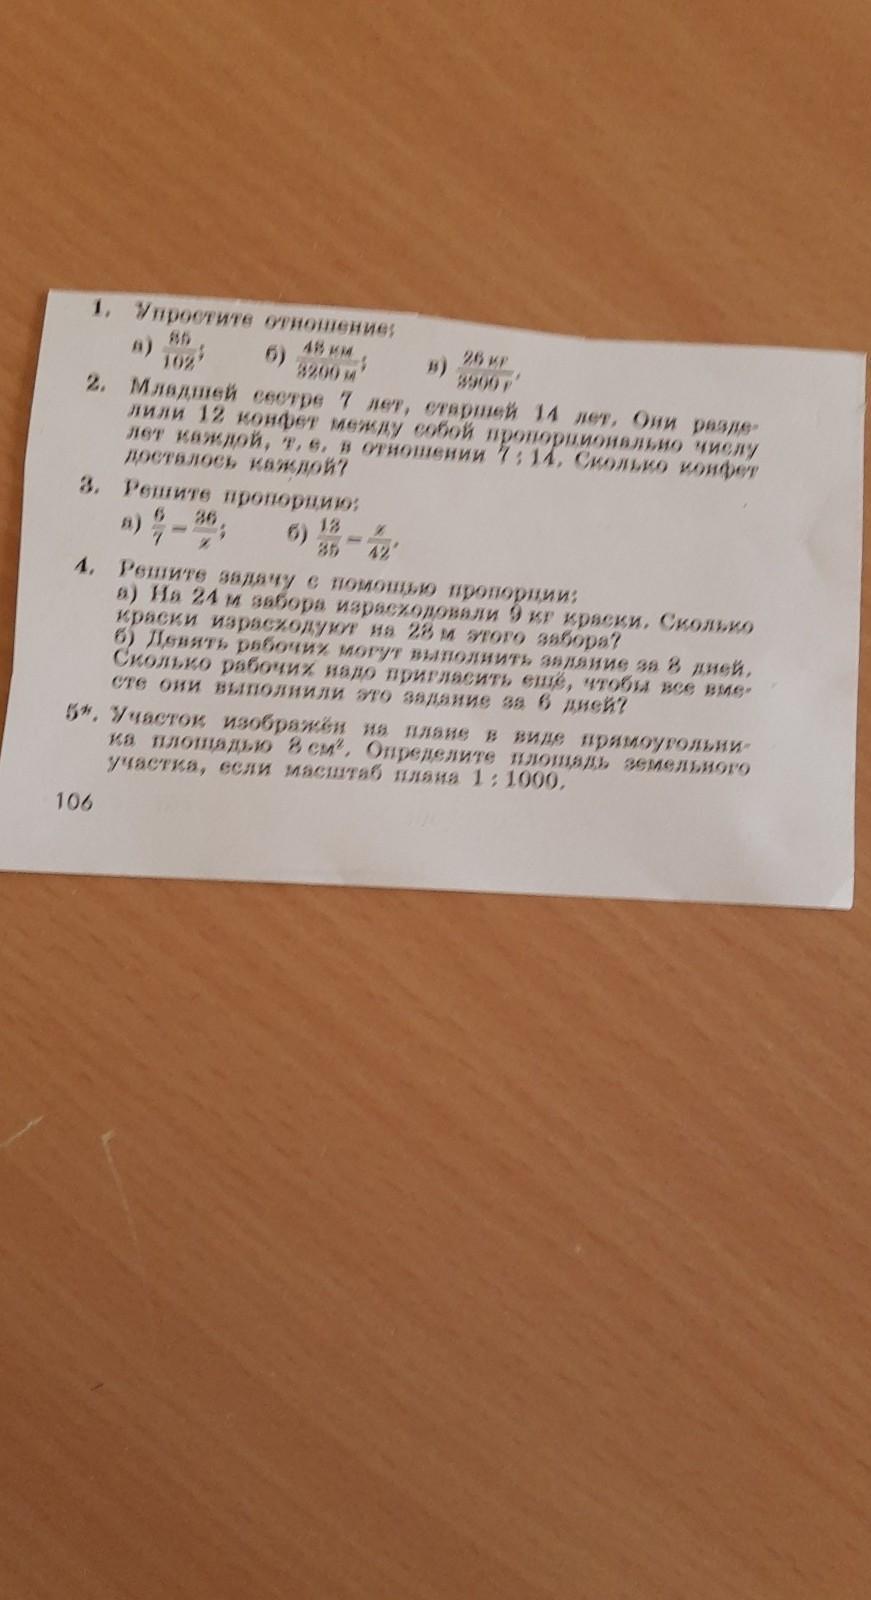 1. Упростите отношение:
а) 85/102; б) 48 км/3200 м; в) 26 кг/3900 г.
2. Младшей сестре 7 лет, старшей 14 лет. Они разде-
лили 12 конфет между собой пропорционально числу
лет каждой, т. е. в отношении 7 : 14. Сколько конфет
досталось каждой?
3. Решите пропорцию:
а) 6/7 = 36/x; б) 13/35 = x/42.
4. Решите задачу с помощью пропорции:
а) На 24 м забора израсходовали 9 кг краски. Сколько
краски израсходуют на 28 м этого забора?
б) Девять рабочих могут выполнить задание за 8 дней.
Сколько рабочих надо пригласить ещё, чтобы все вме-
сте они выполнили это задание за 6 дней?
5*. Участок изображён на плане в виде прямоугольни-
ка площадью 8 см². Определите площадь земельного
участка, если масштаб плана 1 : 1000.
106